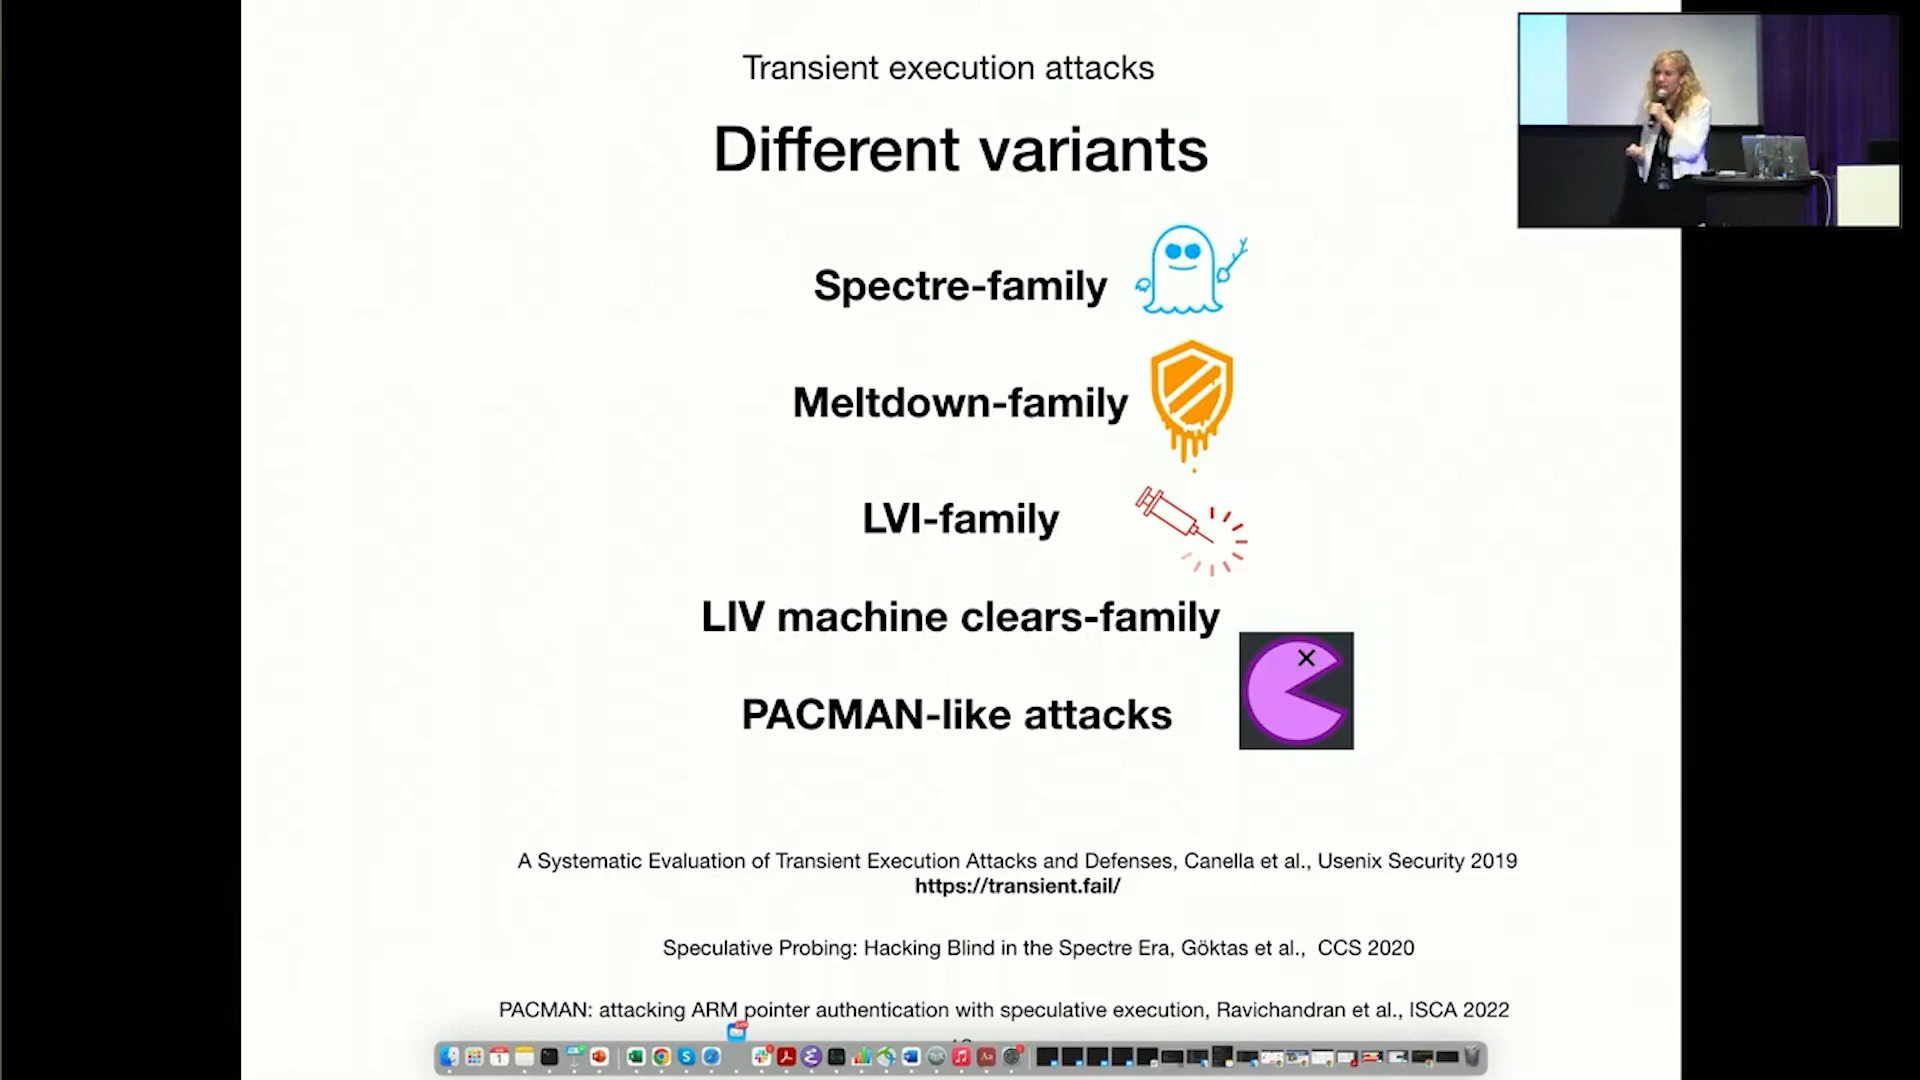 Transient execution attacks
Different variants
Spectre-family
Meltdown-family
LVI-family
LIV machine clears-family
PACMAN-like attacks
A Systematic Evaluation of Transient Execution Attacks and Defenses, Canella et al., Usenix Security 2019
https://transient.fail/
Speculative Probing: Hacking Blind in the Spectre Era, Göktas et al., CCS 2020
PACMAN: attacking ARM pointer authentication with speculative execution, Ravichandran et al., ISCA 2022